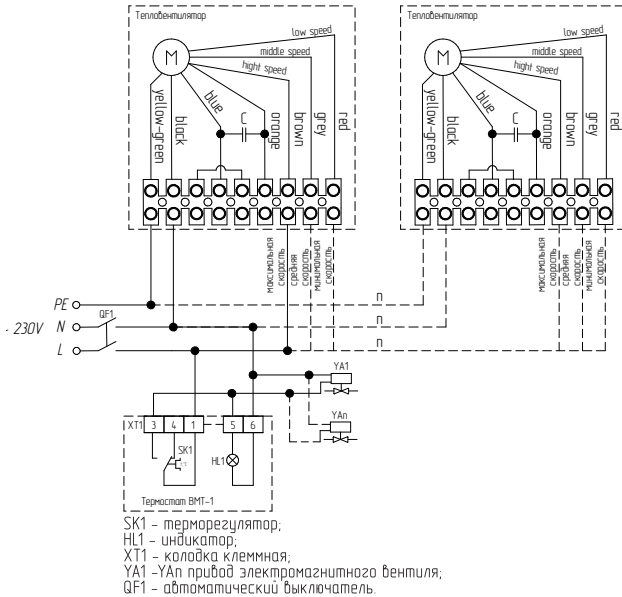 Тепловентилятор
low speed
middle speed
hight speed
M
yellow-green
black
blue
C
orange
brown
grey
red
максимальная
скорость
средняя
скорость
минимальная
скорость
Тепловентилятор
low speed
middle speed
hight speed
M
yellow-green
black
blue
C
orange
brown
grey
red
максимальная
скорость
средняя
скорость
минимальная
скорость
PE
n
QF1
~ 230V
N
n
L
n
YA1
YAn
XT1
3
4
1
5
6
SK1
HL1
Термостат ВМТ-1
SK1 - терморегулятор;
HL1 - индикатор;
XT1 - колодка клеммная;
YA1 -YAn привод электромагнитного вентиля;
QF1 - автоматический выключатель.